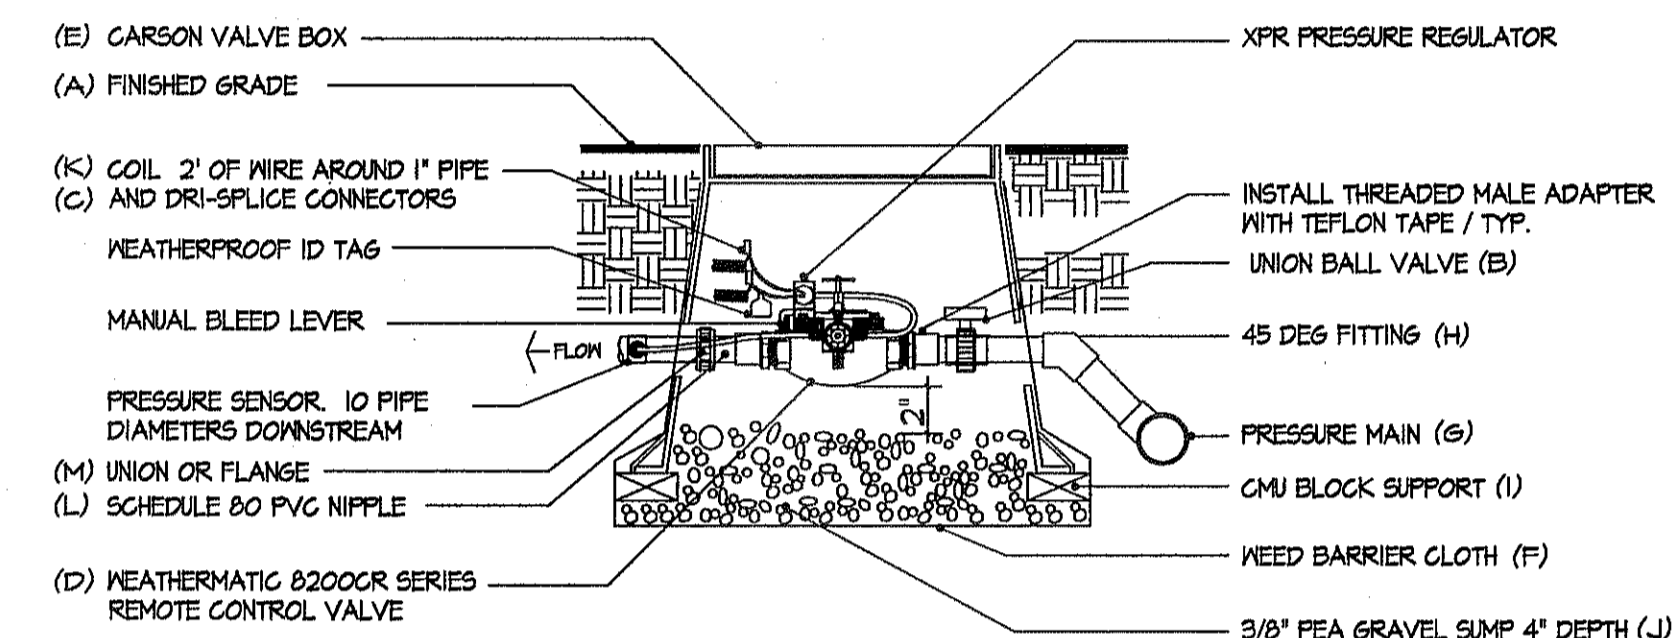 (E) CARSON VALVE BOX
(A) FINISHED GRADE
(K) COIL 2' OF WIRE AROUND 1" PIPE
(C) AND DRI-SPLICE CONNECTORS
WEATHERPROOF ID TAG
MANUAL BLEED LEVER
FLOW
PRESSURE SENSOR. 10 PIPE
DIAMETERS DOWNSTREAM
(M) UNION OR FLANGE
(L) SCHEDULE 80 PVC NIPPLE
(D) WEATHERMATIC 8200CR SERIES
REMOTE CONTROL VALVE
2"
XPR PRESSURE REGULATOR
INSTALL THREADED MALE ADAPTER
WITH TEFLON TAPE / TYP.
UNION BALL VALVE (B)
45 DEG FITTING (H)
PRESSURE MAIN (G)
CMU BLOCK SUPPORT (I)
WEED BARRIER CLOTH (F)
3/8" PEA GRAVEL SUMP 4" DEPTH (J)